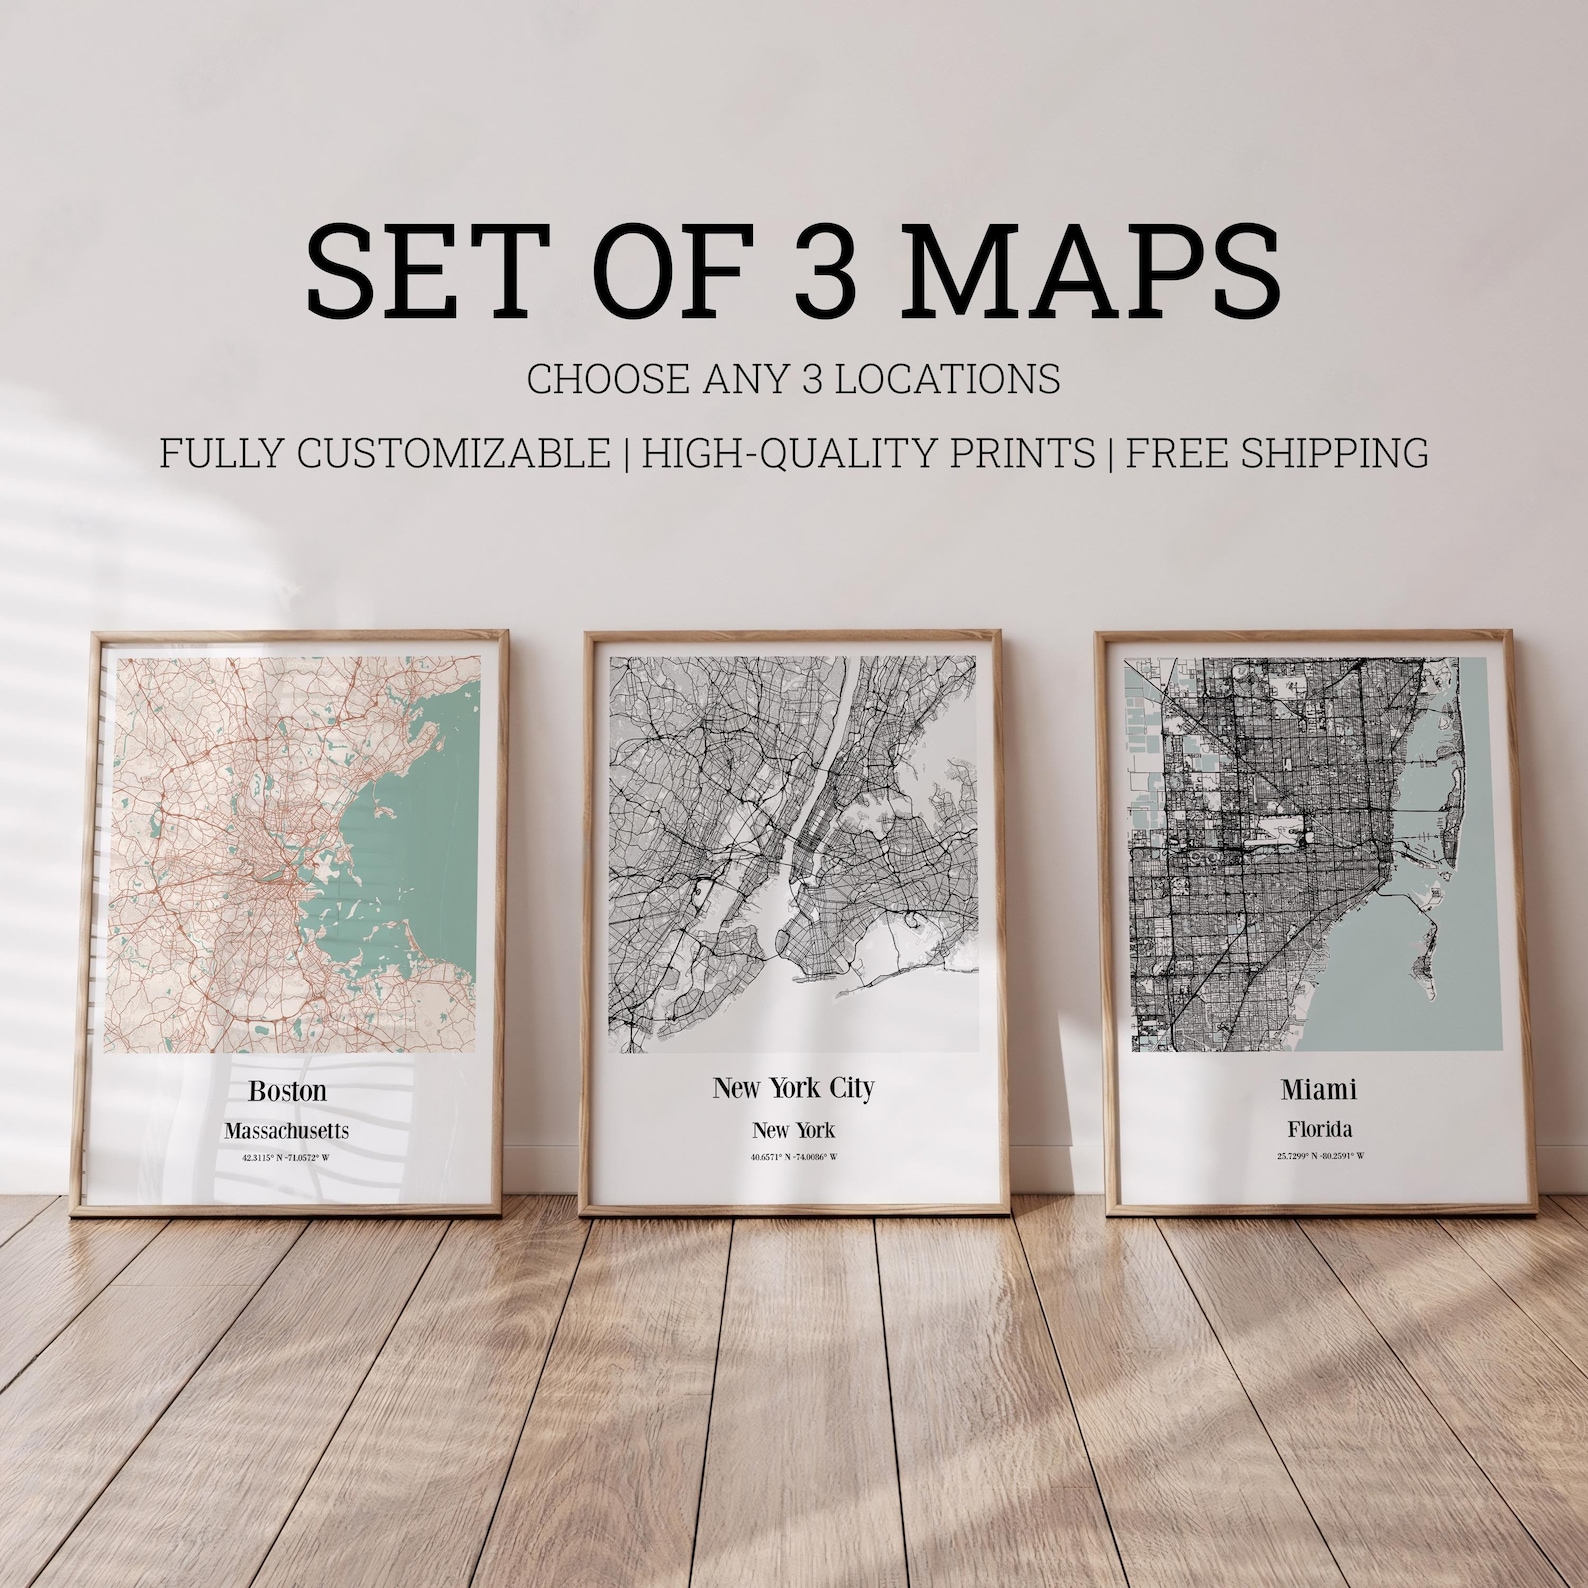 SET OF 3 MAPS
CHOOSE ANY 3 LOCATIONS
FULLY CUSTOMIZABLE | HIGH-QUALITY PRINTS | FREE SHIPPING
Boston
Massachusetts
42.3115° N -71.0572° W
New York City
New York
40.6571° N -74.0086° W
Miami
Florida
25.7299° N -80.2591° W